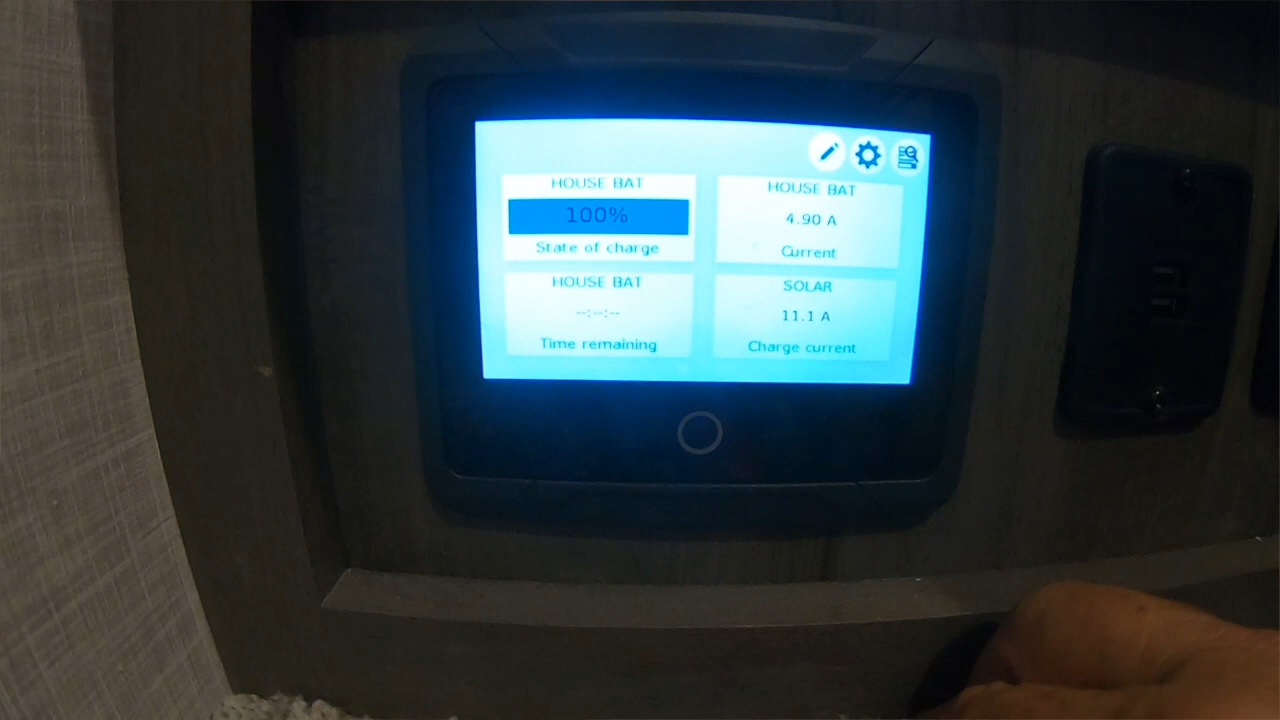 HOUSE BAT
100%
State of charge
HOUSE BAT
4.90 A
Current
HOUSE BAT
--:--:--
Time remaining
SOLAR
11.1 A
Charge current